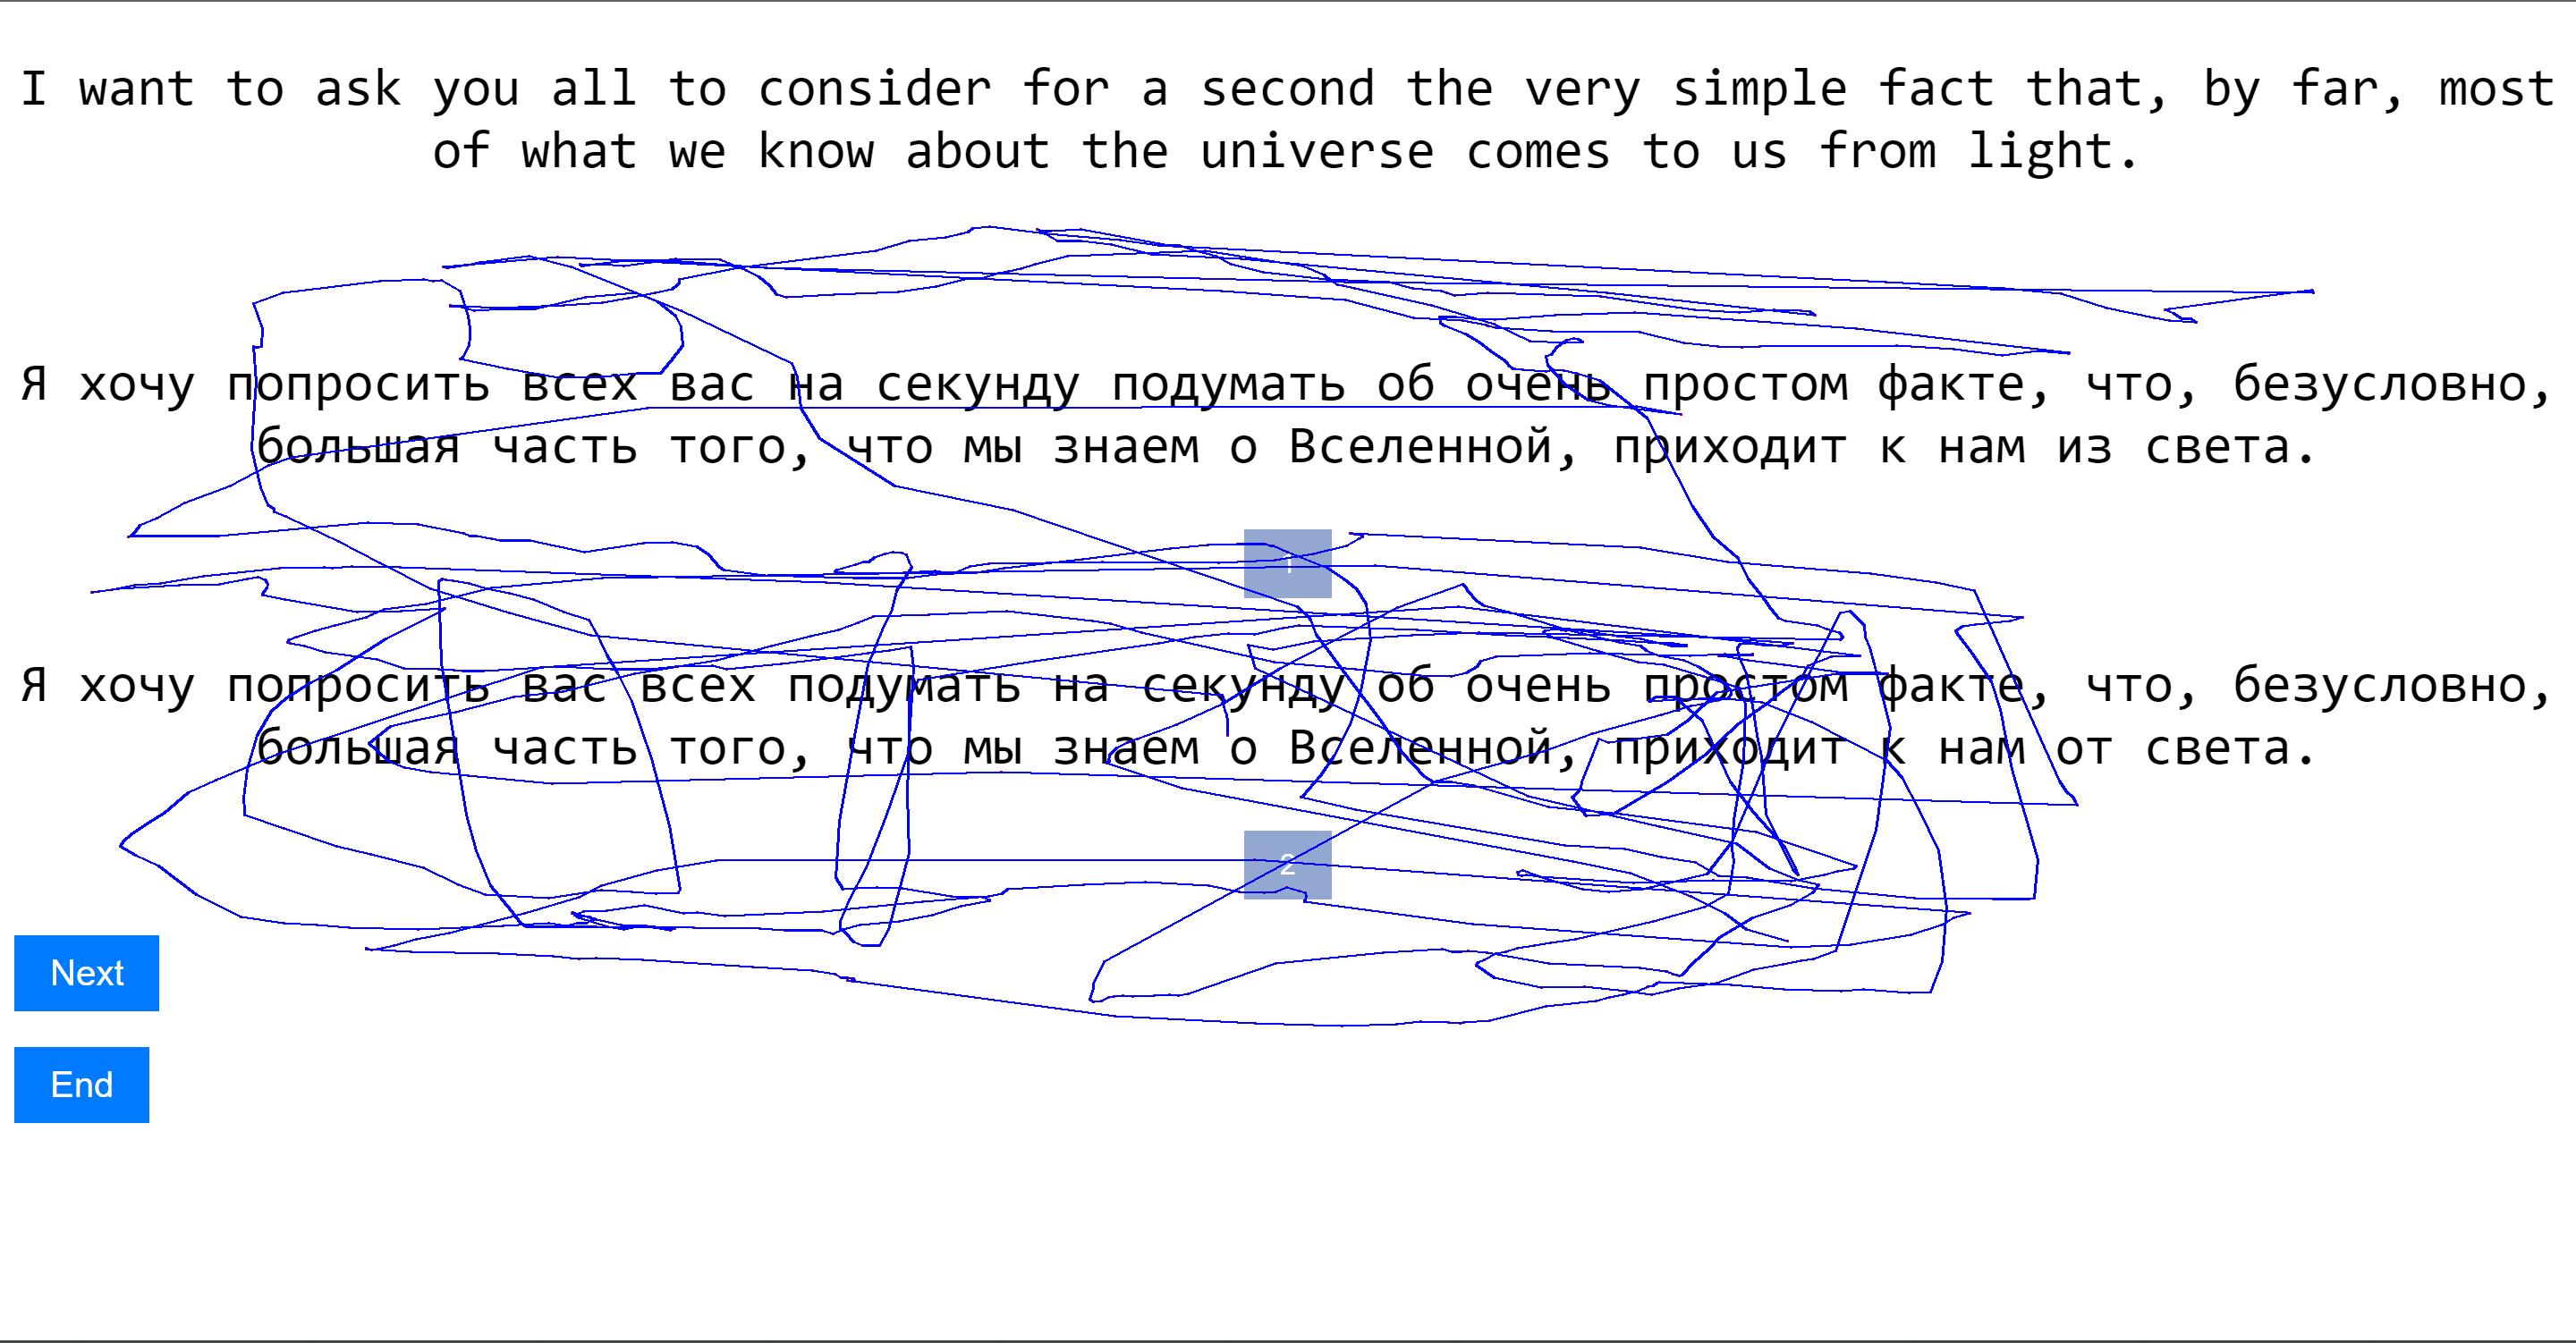 I want to ask you all to consider for a second the very simple fact that, by far, most
of what we know about the universe comes to us from light.
Я хочу попросить всех вас на секунду подумать об очень простом факте, что, безусловно,
большая часть того, что мы знаем о Вселенной, приходит к нам из света.
1
Я хочу попросить вас всех подумать на секунду об очень простом факте, что, безусловно,
большая часть того, что мы знаем о Вселенной, приходит к нам от света.
2
Next
End